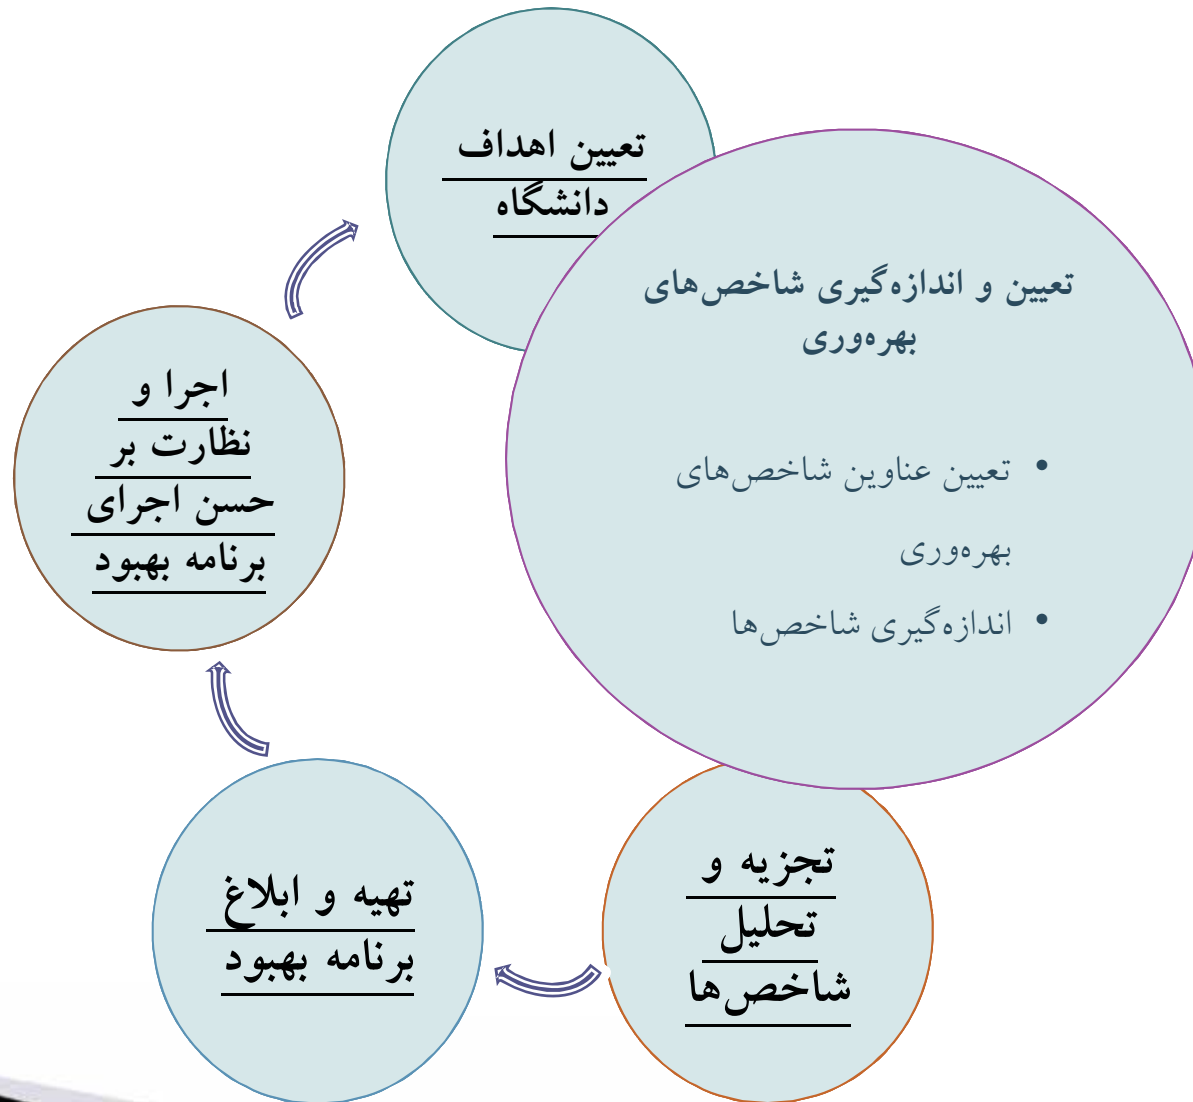 تعیین اهداف
دانشگاه
تعیین و اندازه‌گیری شاخص‌های
بهره‌وری
• تعیین عناوین شاخص‌های
بهره‌وری
• اندازه‌گیری شاخص‌ها
تجزیه و
تحلیل
شاخص‌ها
تهیه و ابلاغ
برنامه بهبود
اجرا و
نظارت بر
حسن اجرای
برنامه بهبود